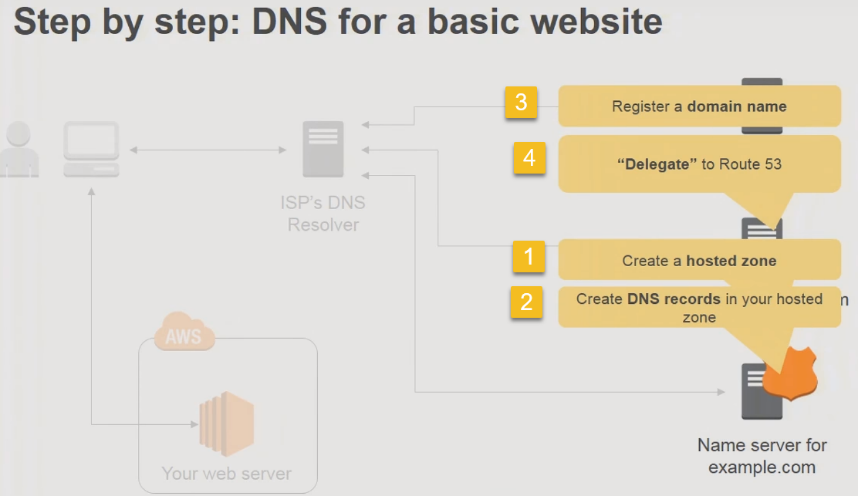 Step by step: DNS for a basic website
3
Register a domain name
4
“Delegate” to Route 53
ISP's DNS
Resolver
1
Create a hosted zone
2
Create DNS records in your hosted
zone
m
AWS
Your web server
Name server for
example.com